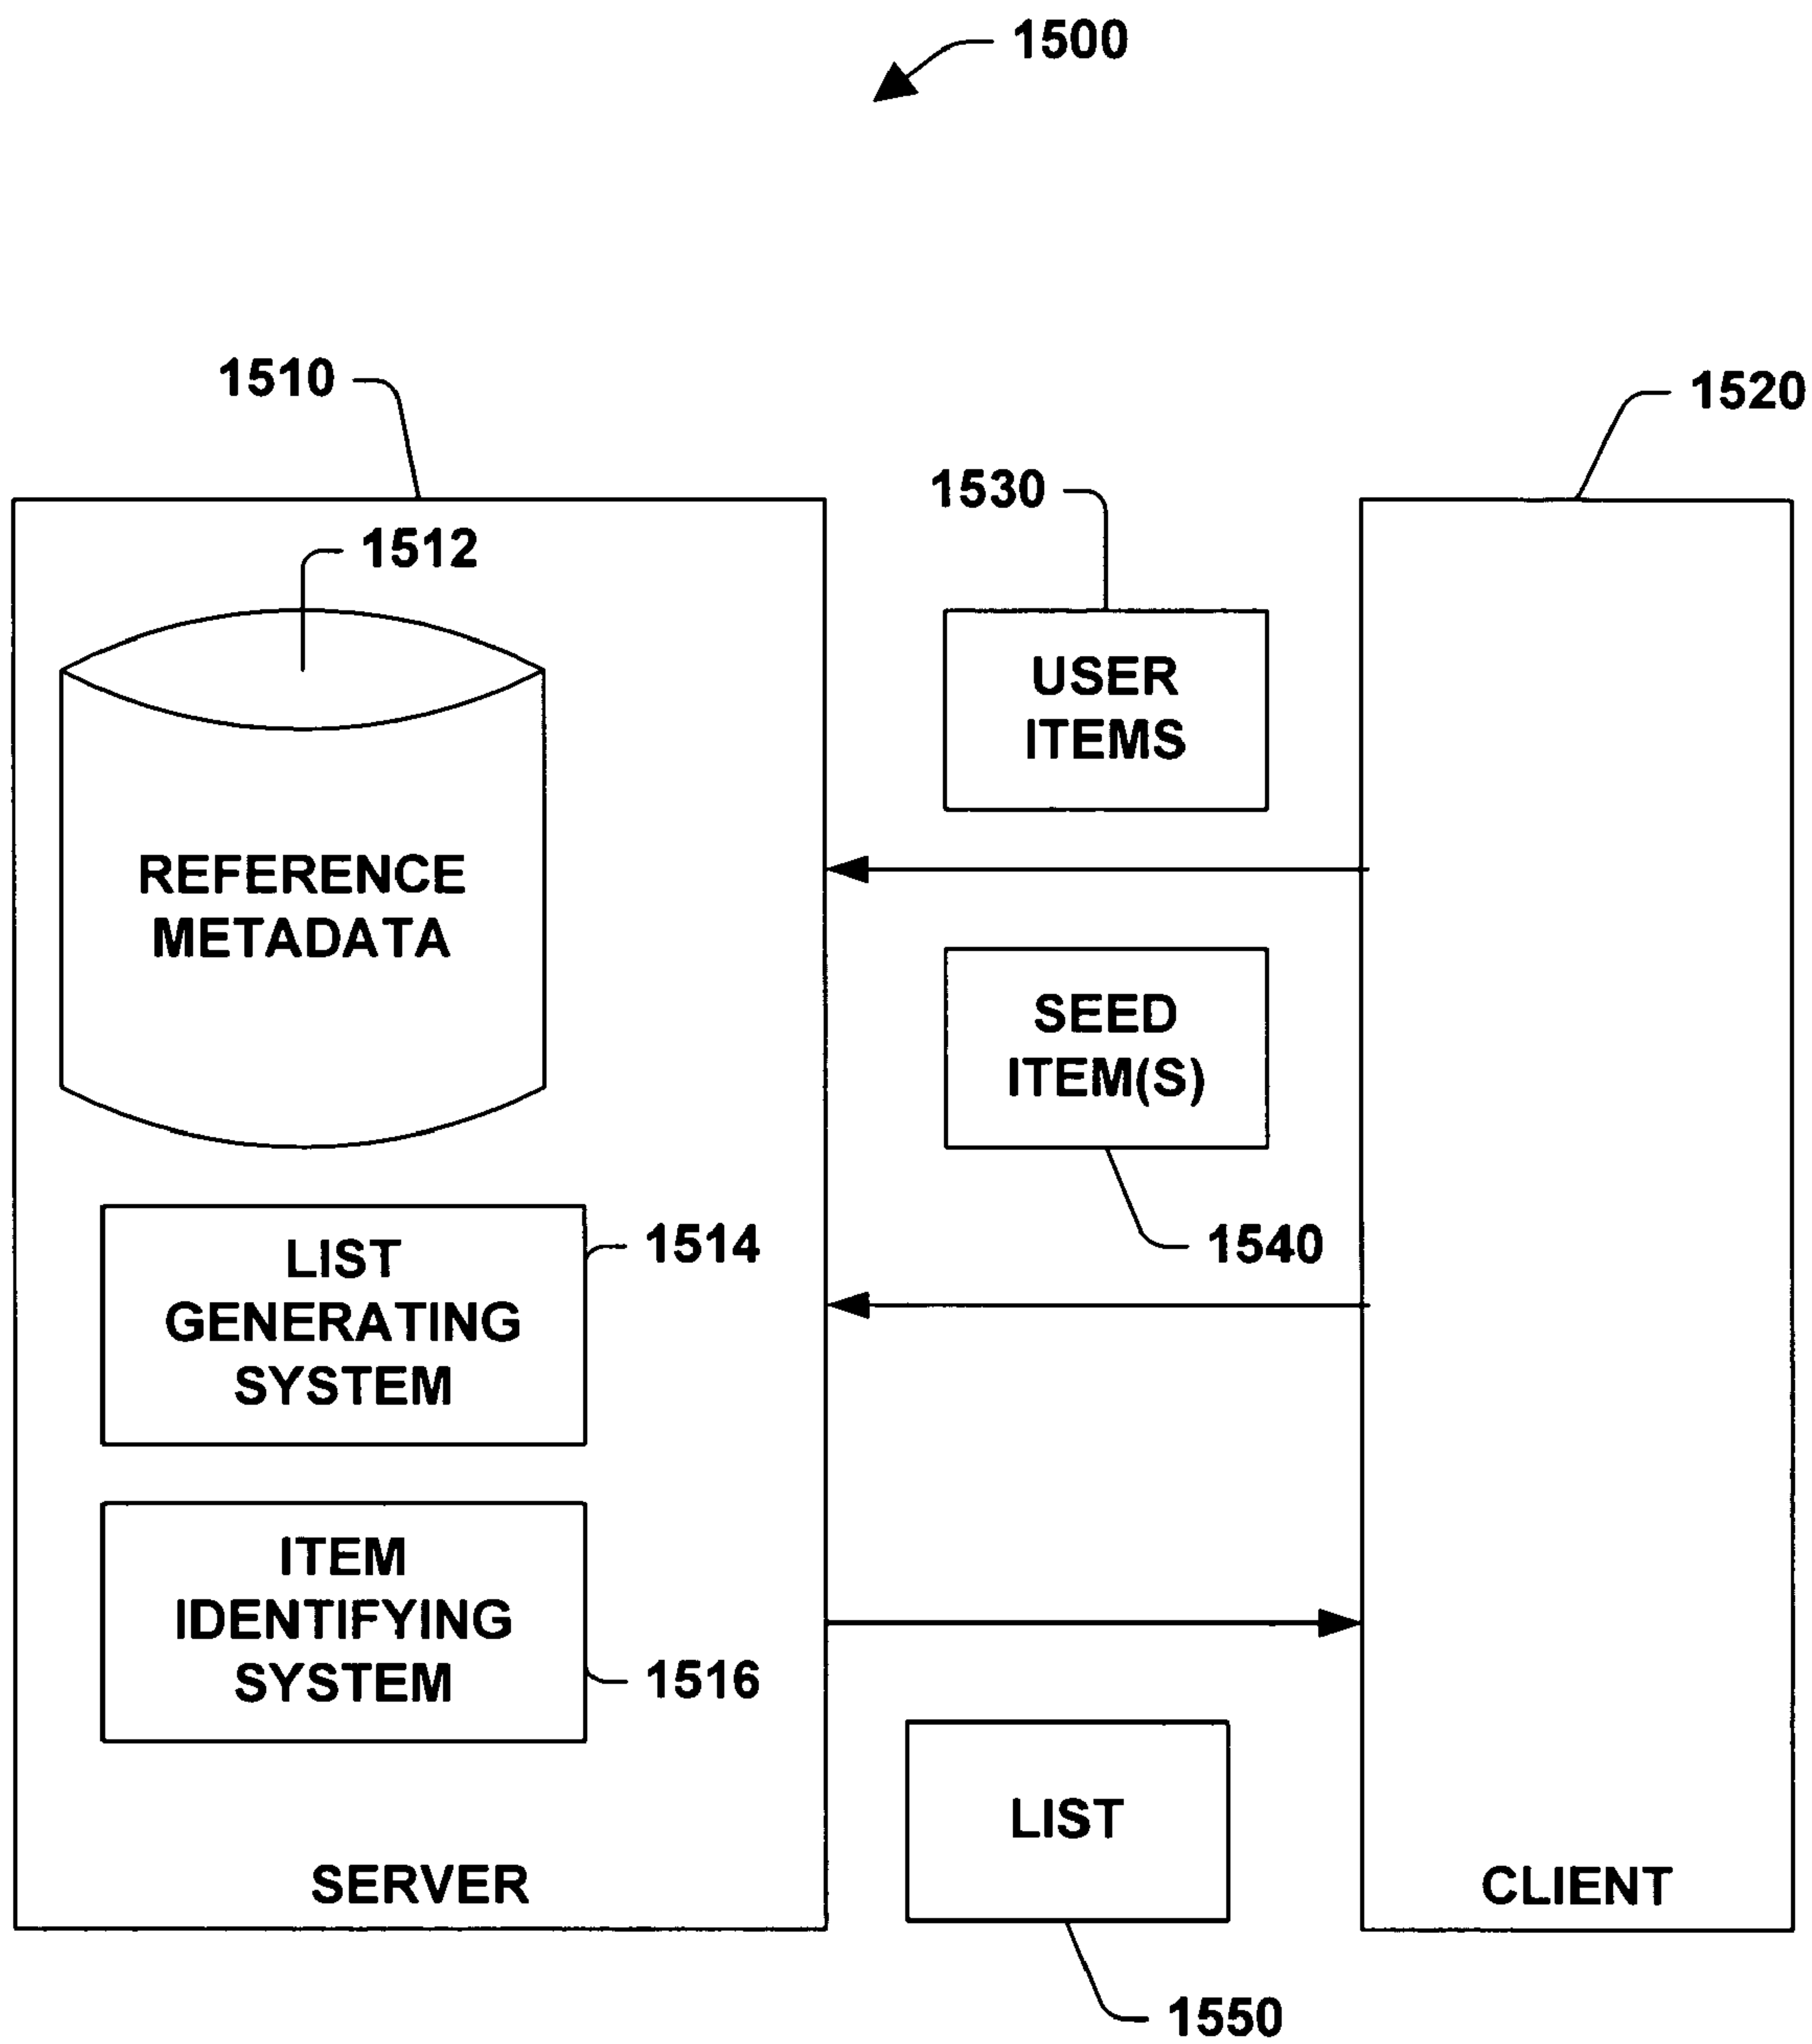 1500
1510
1520
1530
1512
USER
ITEMS
REFERENCE
METADATA
SEED
ITEM(S)
1514
1540
LIST
GENERATING
SYSTEM
ITEM
IDENTIFYING
SYSTEM
1516
LIST
SERVER
CLIENT
1550